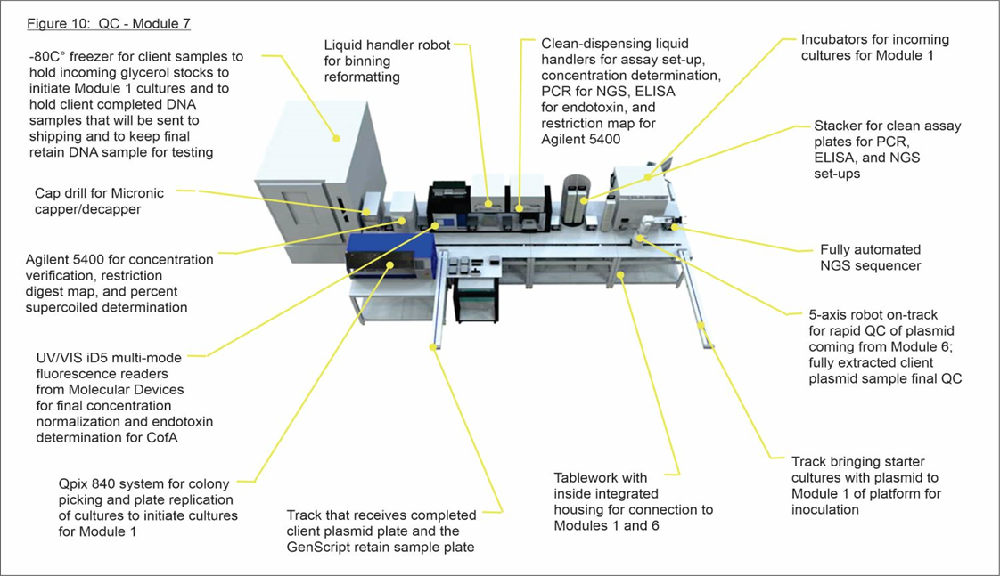 Figure 10: QC - Module 7
-80C° freezer for client samples to
hold incoming glycerol stocks to
initiate Module 1 cultures and to
hold client completed DNA
samples that will be sent to
shipping and to keep final
retain DNA sample for testing
Liquid handler robot
for binning
reformatting
Clean-dispensing liquid
handlers for assay set-up,
concentration determination,
PCR for NGS, ELISA
for endotoxin, and
restriction map for
Agilent 5400
Incubators for incoming
cultures for Module 1
Stacker for clean assay
plates for PCR,
ELISA, and NGS
set-ups
Cap drill for Micronic
capper/decapper
Agilent 5400 for concentration
verification, restriction
digest map, and percent
supercoiled determination
Fully automated
NGS sequencer
5-axis robot on-track
for rapid QC of plasmid
coming from Module 6;
fully extracted client
plasmid sample final QC
UV/VIS iD5 multi-mode
fluorescence readers
from Molecular Devices
for final concentration
normalization and endotoxin
determination for CofA
Qpix 840 system for colony
picking and plate replication
of cultures to initiate cultures
for Module 1
Track that receives completed
client plasmid plate and the
GenScript retain sample plate
Tablework with
inside integrated
housing for connection to
Modules 1 and 6
Track bringing starter
cultures with plasmid to
Module 1 of platform for
inoculation